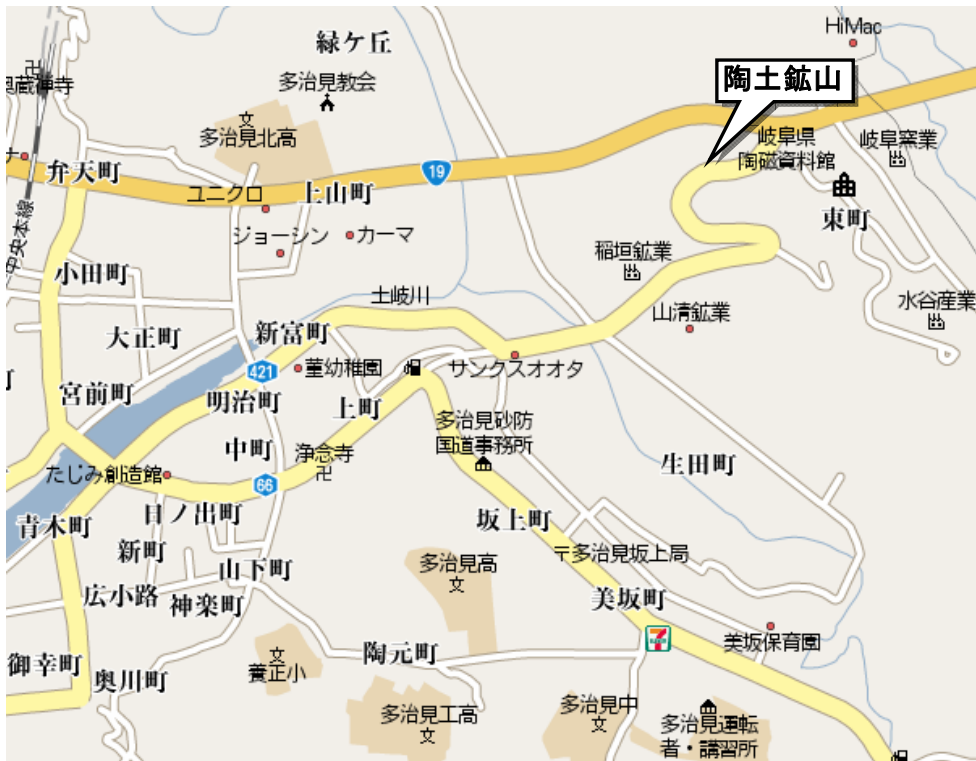 HiMac
緑ケ丘
陶土鉱山
多治見教会
多治見北高
岐阜県
陶磁資料館
岐阜窯業
弁天町
19
ユニクロ
上山町
東町
中央本線
ジョーシン
カーマ
稲垣鉱業
小田町
土岐川
水谷産業
山清鉱業
大正町
新富町
421
菫幼稚園
サンクスオオタ
宮前町
明治町
上町
多治見砂防
国道事務所
中町
浄念寺
生田町
たじみ創造館
66
青木町
日ノ出町
坂上町
新町
〒多治見坂上局
山下町
多治見高
広小路
神楽町
美坂町
7
美坂保育園
陶元町
御幸町
奥川町
養正小
多治見工高
多治見中
多治見運転
者・講習所